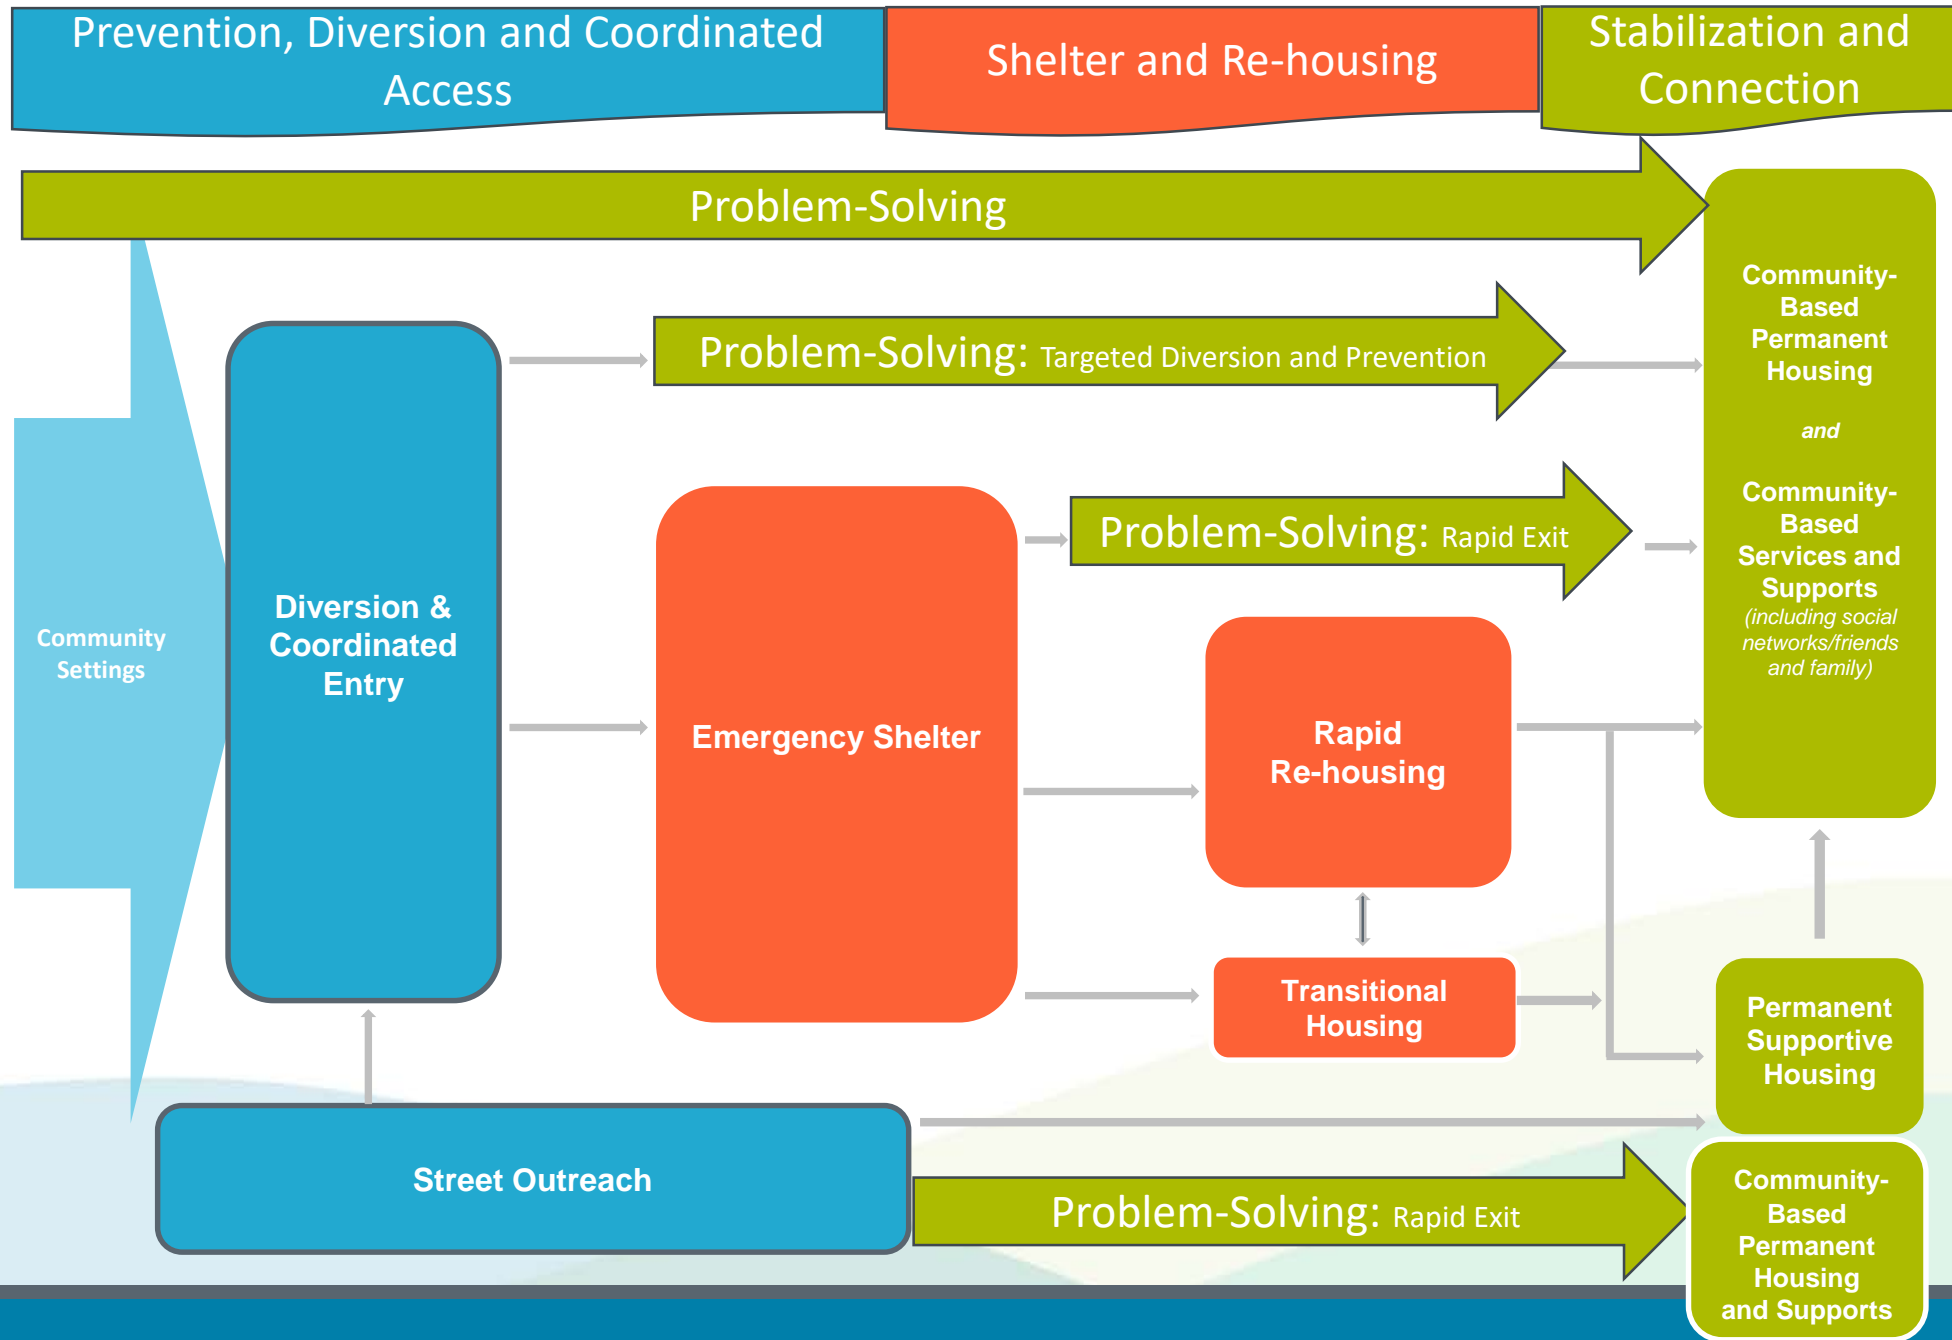 Prevention, Diversion and Coordinated
Access
Shelter and Re-housing
Stabilization and
Connection
Problem-Solving
Problem-Solving: Targeted Diversion and Prevention
Problem-Solving: Rapid Exit
Community
Settings
Diversion &
Coordinated
Entry
Emergency Shelter
Rapid
Re-housing
Transitional
Housing
Community-
Based
Permanent
Housing
and
Community-
Based
Services and
Supports
(including social
networks/friends
and family)
Permanent
Supportive
Housing
Street Outreach
Problem-Solving: Rapid Exit
Community-
Based
Permanent
Housing
and Supports